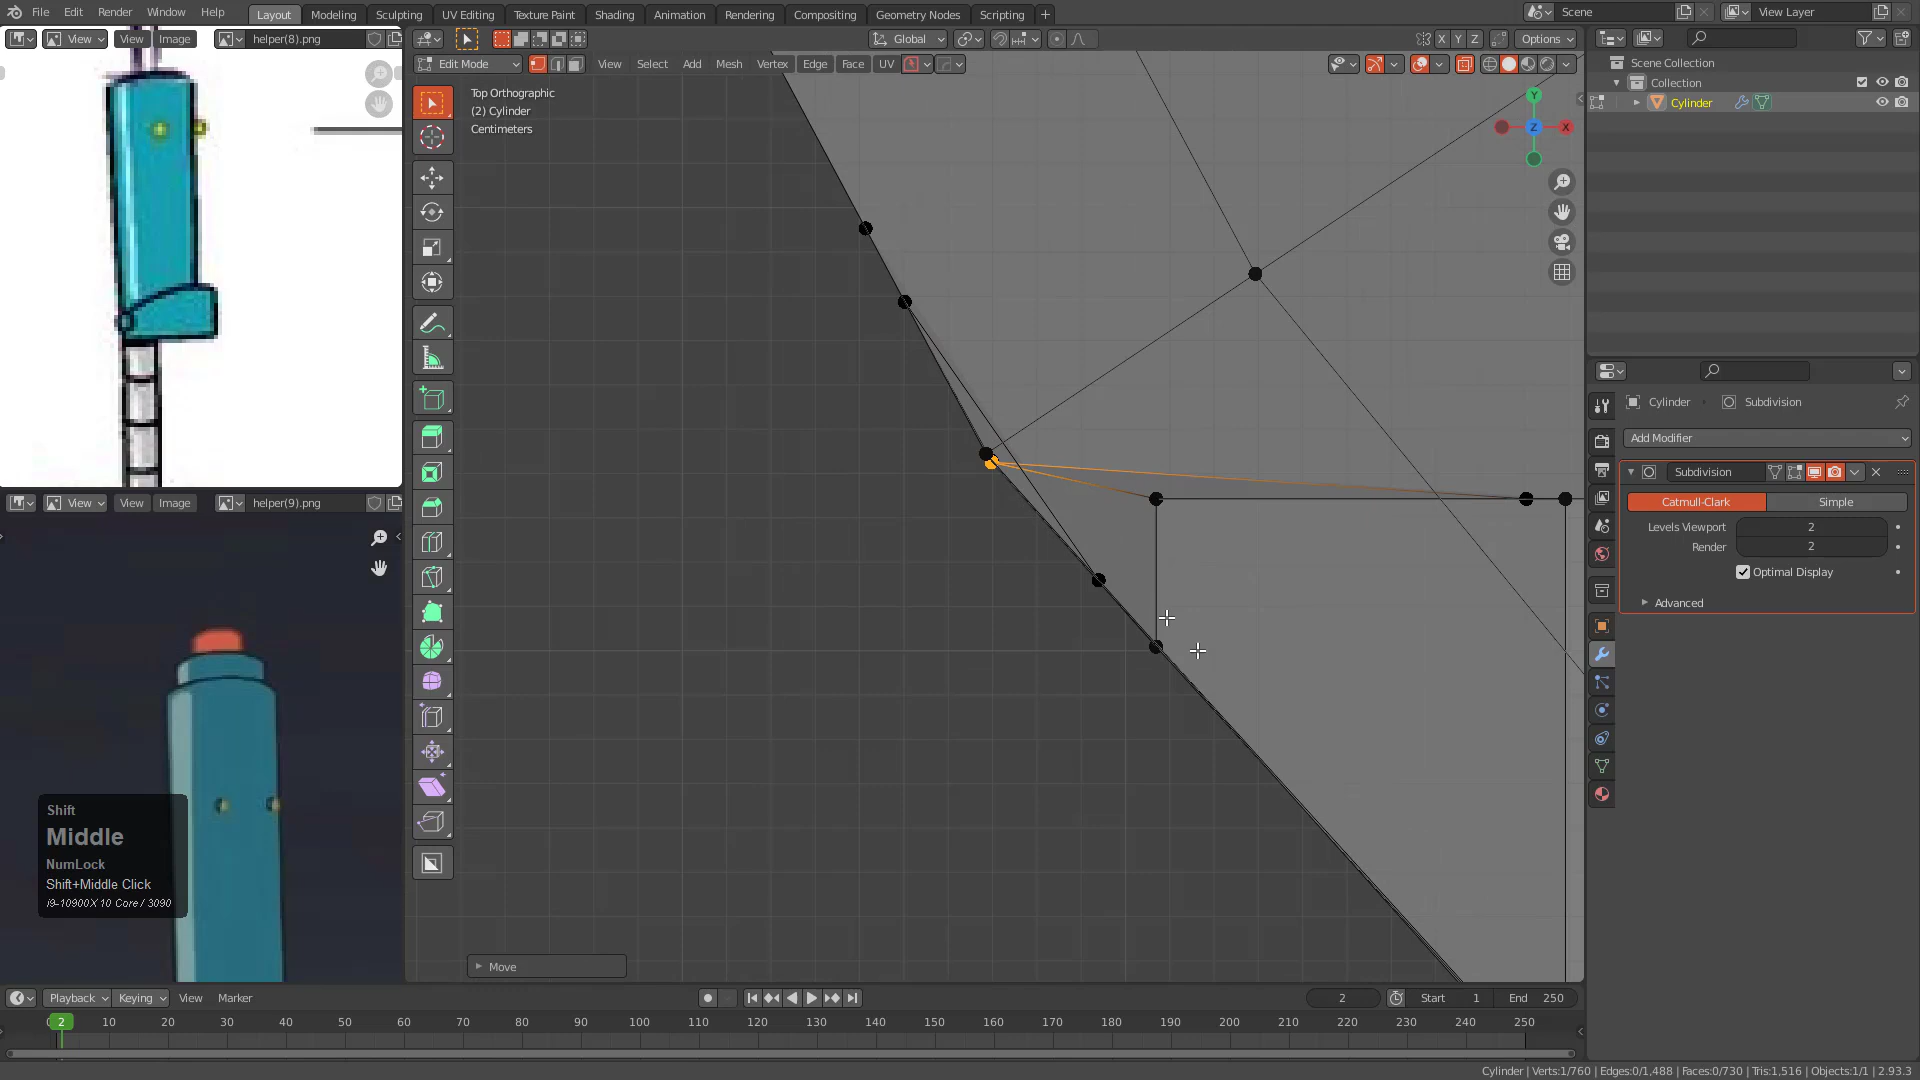 File Edit Render Window Help Layout Modeling Sculpting UV Editing Texture Paint Shading Animation Rendering Compositing Geometry Nodes Scripting + Scene View Layer
View View Image helper(8).png Global X Y Z Options
Edit Mode View Select Add Mesh Vertex Edge Face UV
Top Orthographic
(2) Cylinder
Centimeters
Y
Z X
Scene Collection
Collection
Cylinder
Cylinder Subdivision
Add Modifier
Subdivision
Catmull-Clark Simple
Levels Viewport 2
Render 2
Optimal Display
Advanced
View View Image helper(9).png
Shift
Middle
NumLock
Shift+Middle Click
i9-10900X 10 Core / 3090
Move
Playback Keying View Marker 2 Start 1 End 250
2 10 20 30 40 50 60 70 80 90 100 110 120 130 140 150 160 170 180 190 200 210 220 230 240 250
Cylinder | Verts:1/760 | Edges:0/1,488 | Faces:0/730 | Tris:1,516 | Objects:1/1 | 2.93.3